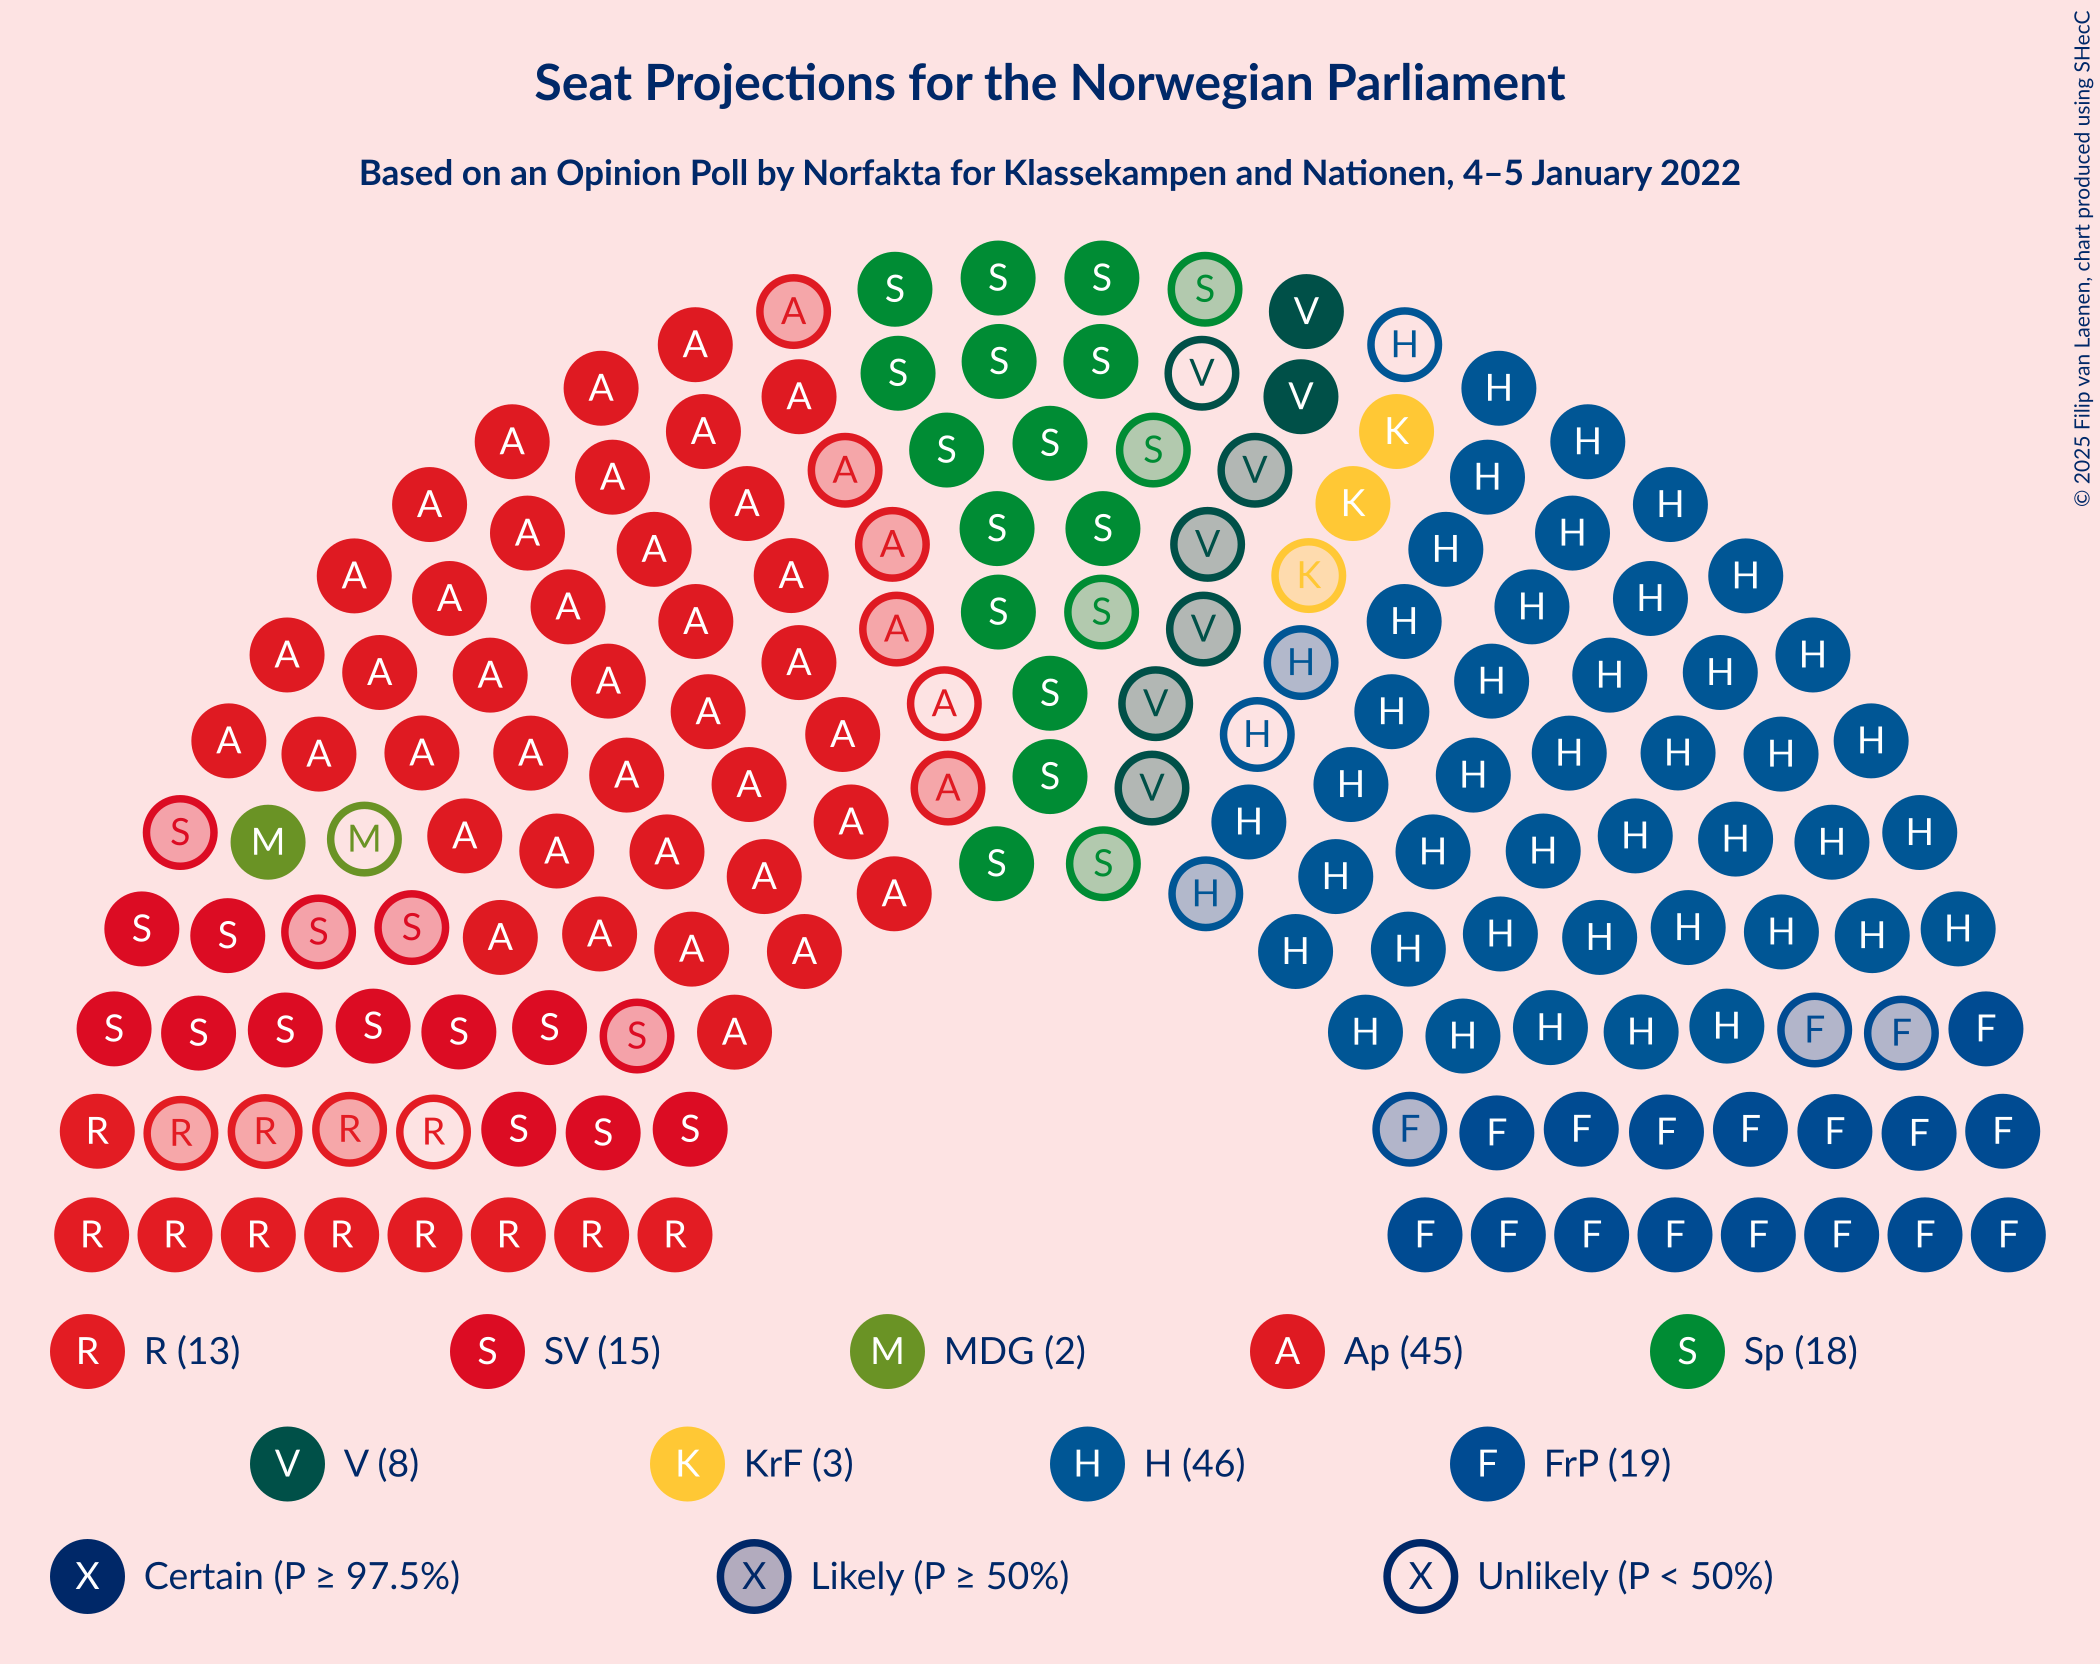 Seat Projections for the Norwegian Parliament
Based on an Opinion Poll by Norfakta for Klassekampen and Nationen, 4–5 January 2022
© 2025 Filip van Laenen, chart produced using SHecC
S S S S
A V
A H
A S S S V H
A V
A S S S V H
A A K
A A H
A A K H
A S S V H
A A A V H
A A K H
A A A S S V H
A A A A V H
A A H H
A A A S V H
A A A H
A A A H
A A A A S V H
A A A H
S M M A A A A A S S H H H H H H H H
S S S S A A A A H H H H H H H H
S S S S S S S A H H H H H F F F
R R R R R S S S F F F F F F F F
R R R R R R R R F F F F F F F F
R R (13) S SV (15) M MDG (2) A Ap (45) S Sp (18)
V V (8) K KrF (3) H H (46) F FrP (19)
X Certain (P ≥ 97.5%) X Likely (P ≥ 50%) X Unlikely (P < 50%)